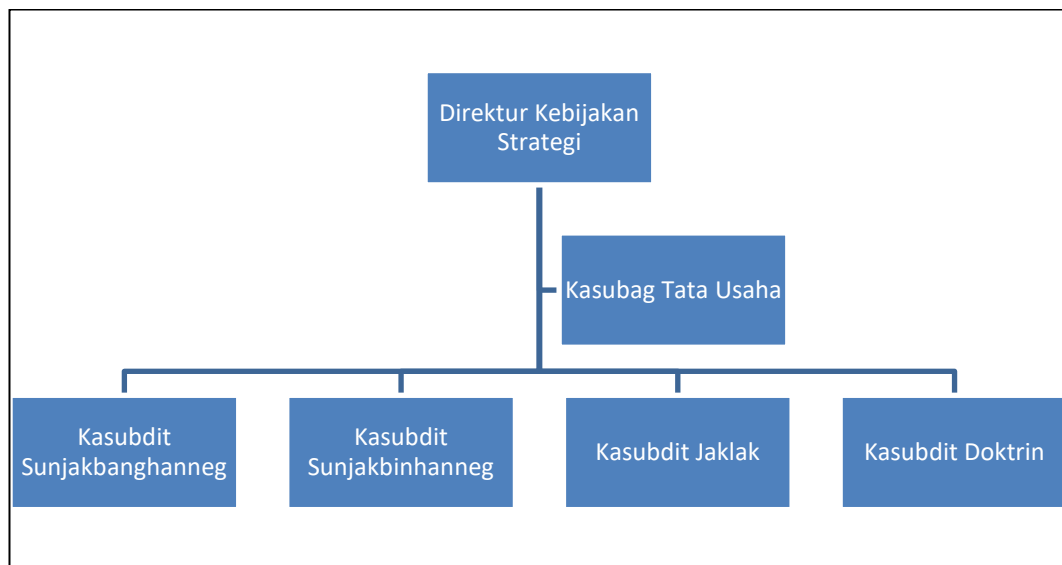 Direktur Kebijakan
Strategi
Kasubag Tata Usaha
Kasubdit
Sunjakbanghanneg
Kasubdit
Sunjakbinhanneg
Kasubdit Jaklak
Kasubdit Doktrin